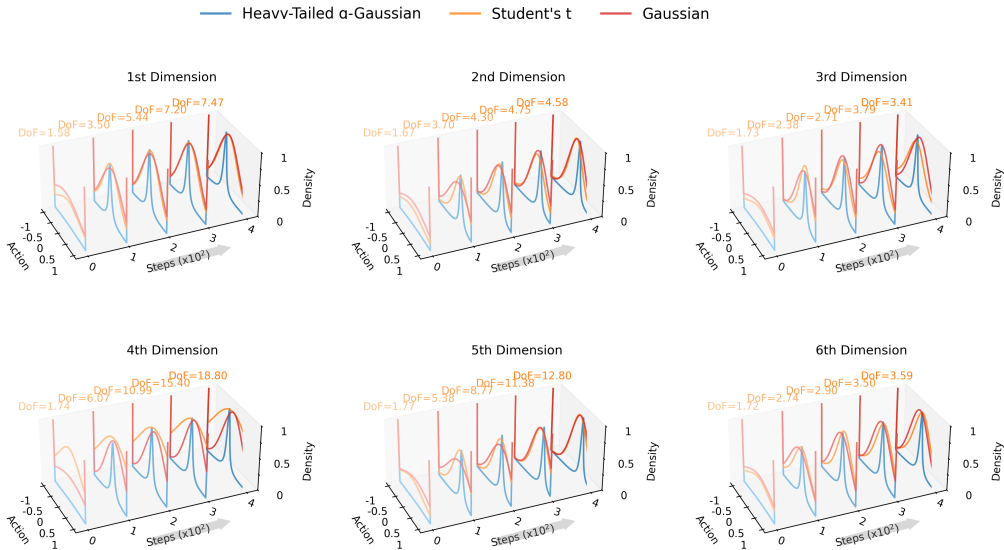 Heavy-Tailed q-Gaussian Student's t Gaussian
1st Dimension
DoF=1.58
DoF=3.50
DoF=5.44
DoF=7.20
DoF=7.47
1
0.5
0
Density
-1
-0.5
0
0.5
1
Action
0
1
2
3
4
Steps (x10²)
2nd Dimension
DoF=1.67
DoF=3.70
DoF=4.30
DoF=4.75
DoF=4.58
1
0.5
0
Density
-1
-0.5
0
0.5
1
Action
0
1
2
3
4
Steps (x10²)
3rd Dimension
DoF=1.73
DoF=2.38
DoF=2.71
DoF=3.79
DoF=3.41
1
0.5
0
Density
-1
-0.5
0
0.5
1
Action
0
1
2
3
4
Steps (x10²)
4th Dimension
DoF=1.74
DoF=6.07
DoF=10.99
DoF=15.40
DoF=18.80
1
0.5
0
Density
-1
-0.5
0
0.5
1
Action
0
1
2
3
4
Steps (x10²)
5th Dimension
DoF=1.77
DoF=5.38
DoF=8.77
DoF=11.38
DoF=12.80
1
0.5
0
Density
-1
-0.5
0
0.5
1
Action
0
1
2
3
4
Steps (x10²)
6th Dimension
DoF=1.72
DoF=2.74
DoF=2.90
DoF=3.50
DoF=3.59
1
0.5
0
Density
-1
-0.5
0
0.5
1
Action
0
1
2
3
4
Steps (x10²)